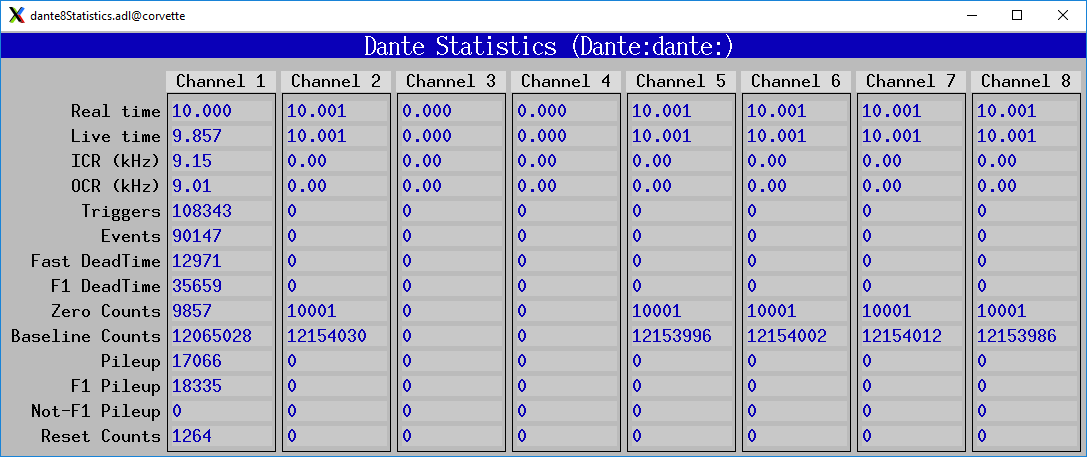 dante8Statistics.adl@corvette
Dante Statistics (Dante:dante:)
Channel 1 Channel 2 Channel 3 Channel 4 Channel 5 Channel 6 Channel 7 Channel 8
Real time 10.000 10.001 0.000 0.000 10.001 10.001 10.001 10.001
Live time 9.857 10.001 0.000 0.000 10.001 10.001 10.001 10.001
ICR (kHz) 9.15 0.00 0.00 0.00 0.00 0.00 0.00 0.00
OCR (kHz) 9.01 0.00 0.00 0.00 0.00 0.00 0.00 0.00
Triggers 108343 0 0 0 0 0 0 0
Events 90147 0 0 0 0 0 0 0
Fast DeadTime 12971 0 0 0 0 0 0 0
F1 DeadTime 35659 0 0 0 0 0 0 0
Zero Counts 9857 10001 0 0 10001 10001 10001 10001
Baseline Counts 12065028 12154030 0 0 12153996 12154002 12154012 12153986
Pileup 17066 0 0 0 0 0 0 0
F1 Pileup 18335 0 0 0 0 0 0 0
Not-F1 Pileup 0 0 0 0 0 0 0 0
Reset Counts 1264 0 0 0 0 0 0 0